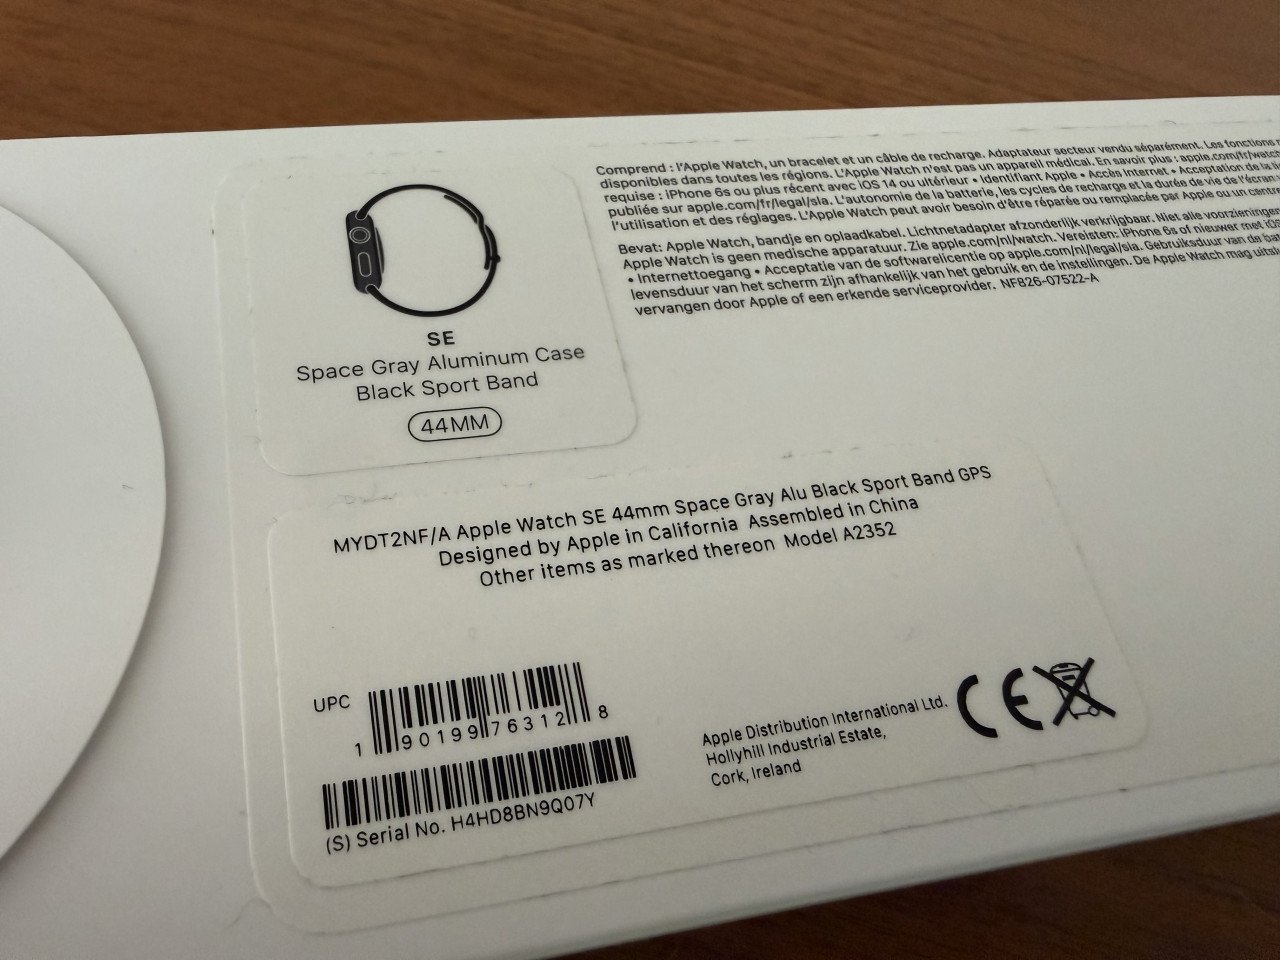 SE
Space Gray Aluminum Case
Black Sport Band
44MM
Comprend : l'Apple Watch, un bracelet et un câble de recharge. Adaptateur secteur vendu séparément. Les fonctions
disponibles dans toutes les régions. L'Apple Watch n'est pas un appareil médical. En savoir plus : apple.com/fr/watch
requise : iPhone 6s ou plus récent avec iOS 14 ou ultérieur • Identifiant Apple • Accès Internet • Acceptation de la
publiée sur apple.com/fr/legal/sla. L'autonomie de la batterie, les cycles de recharge et la durée de vie de l'écran
l'utilisation et des réglages. L'Apple Watch peut avoir besoin d'être réparée ou remplacée par Apple ou un
Bevat: Apple Watch, bandje en oplaadkabel. Lichtnetadapter afzonderlijk verkrijgbaar. Niet alle voorzieningen
Apple Watch is geen medische apparatuur. Zie apple.com/nl/watch. Vereisten: iPhone 6s of nieuwer met
• Internettoegang • Acceptatie van de softwarelicentie op apple.com/nl/legal/sla. Gebruiksduur van de
levensduur van het scherm zijn afhankelijk van het gebruik en de instellingen. De Apple Watch mag
vervangen door Apple of een erkende serviceprovider. NF826-07522-A
MYDT2NF/A Apple Watch SE 44mm Space Gray Alu Black Sport Band GPS
Designed by Apple in California Assembled in China
Other items as marked thereon Model A2352
UPC
1 90199 76312 8
(S) Serial No. H4HD8BN9Q07Y
Apple Distribution International Ltd.
Hollyhill Industrial Estate,
Cork, Ireland
CE